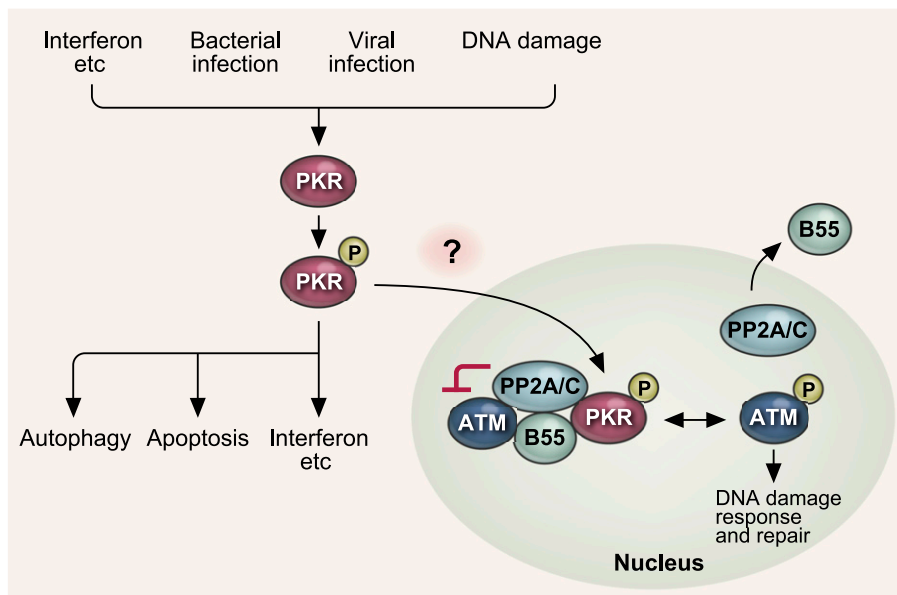 Interferon
etc
Bacterial
infection
Viral
infection
DNA damage
PKR
P
PKR
?
B55
PP2A/C
PP2A/C
P
P
ATM
B55
PKR
ATM
Autophagy
Apoptosis
Interferon
etc
DNA damage
response
and repair
Nucleus